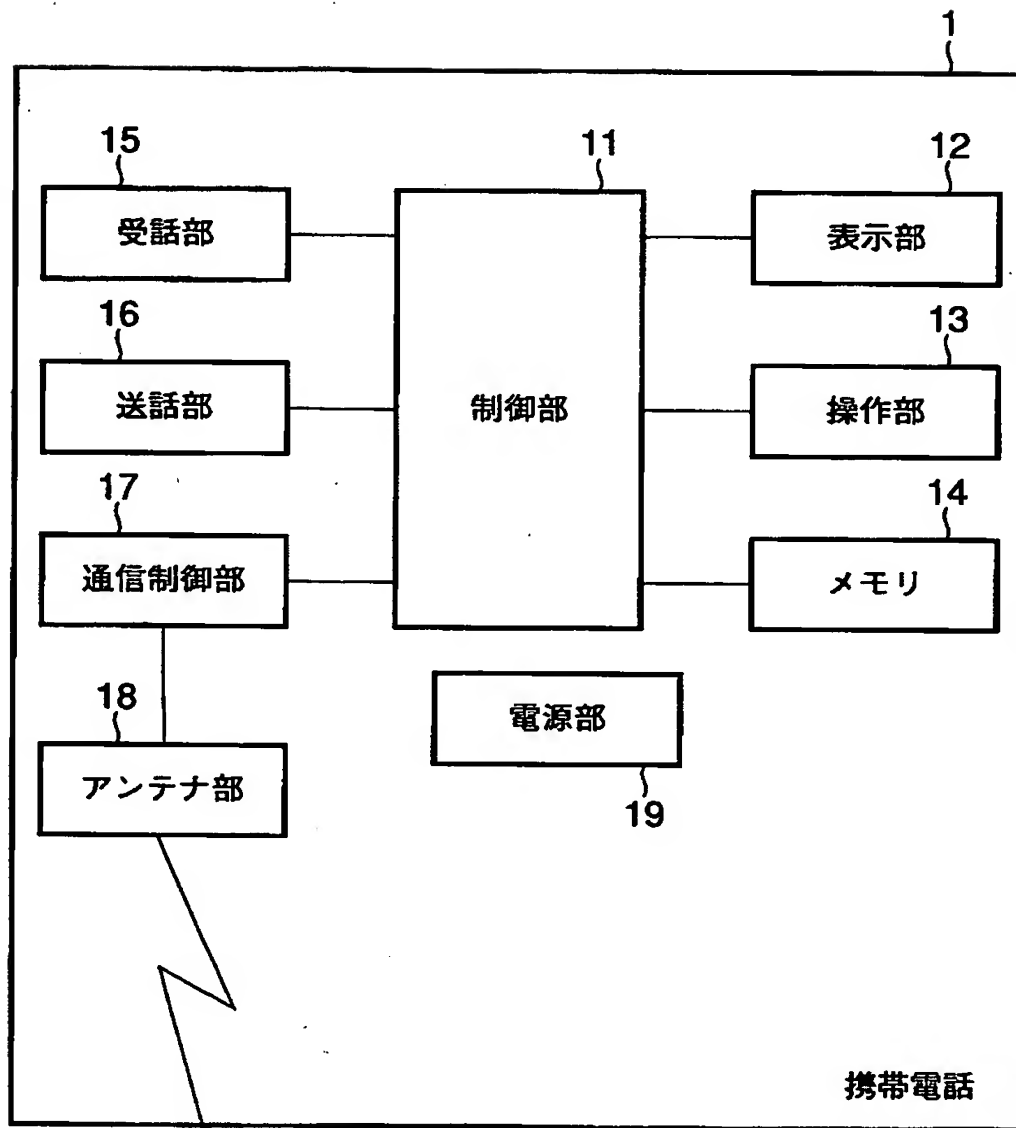 1
15
11
12
受話部
表示部
16
13
送話部
制御部
操作部
17
14
通信制御部
メモリ
18
電源部
アンテナ部
19
携帯電話